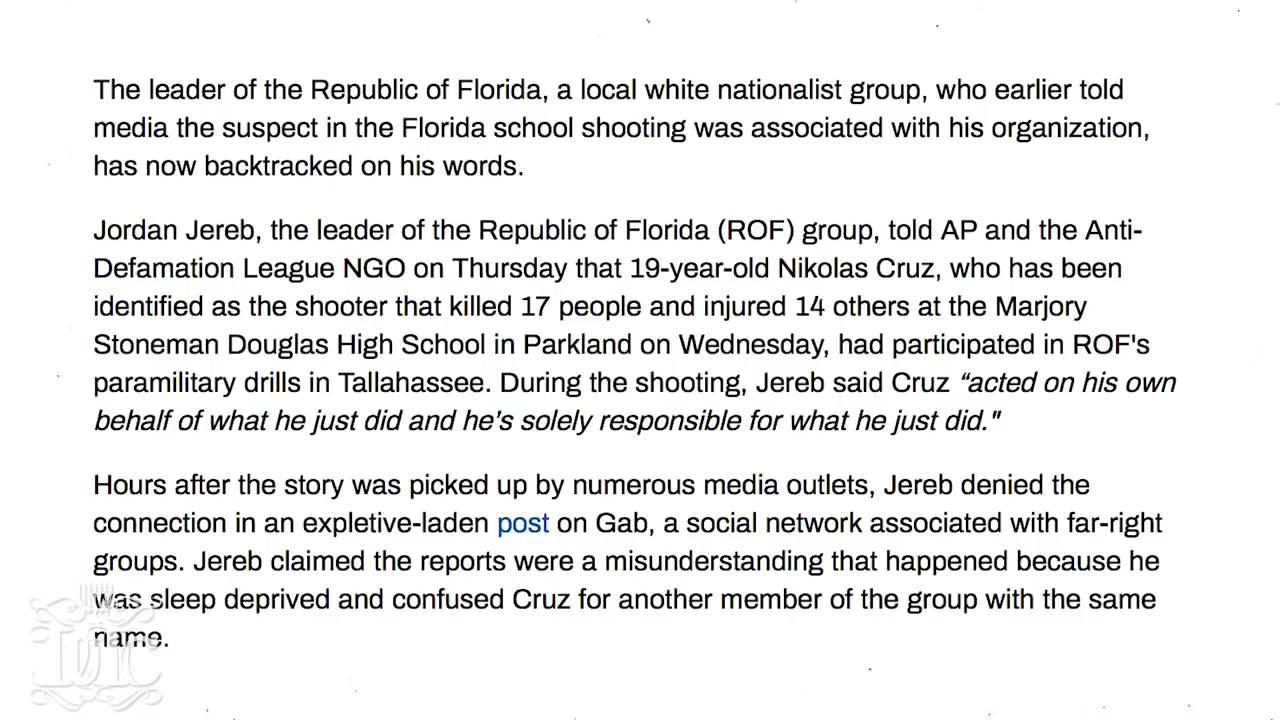 The leader of the Republic of Florida, a local white nationalist group, who earlier told
media the suspect in the Florida school shooting was associated with his organization,
has now backtracked on his words.
Jordan Jereb, the leader of the Republic of Florida (ROF) group, told AP and the Anti-
Defamation League NGO on Thursday that 19-year-old Nikolas Cruz, who has been
identified as the shooter that killed 17 people and injured 14 others at the Marjory
Stoneman Douglas High School in Parkland on Wednesday, had participated in ROF's
paramilitary drills in Tallahassee. During the shooting, Jereb said Cruz “acted on his own
behalf of what he just did and he’s solely responsible for what he just did."
Hours after the story was picked up by numerous media outlets, Jereb denied the
connection in an expletive-laden post on Gab, a social network associated with far-right
groups. Jereb claimed the reports were a misunderstanding that happened because he
was sleep deprived and confused Cruz for another member of the group with the same
name.